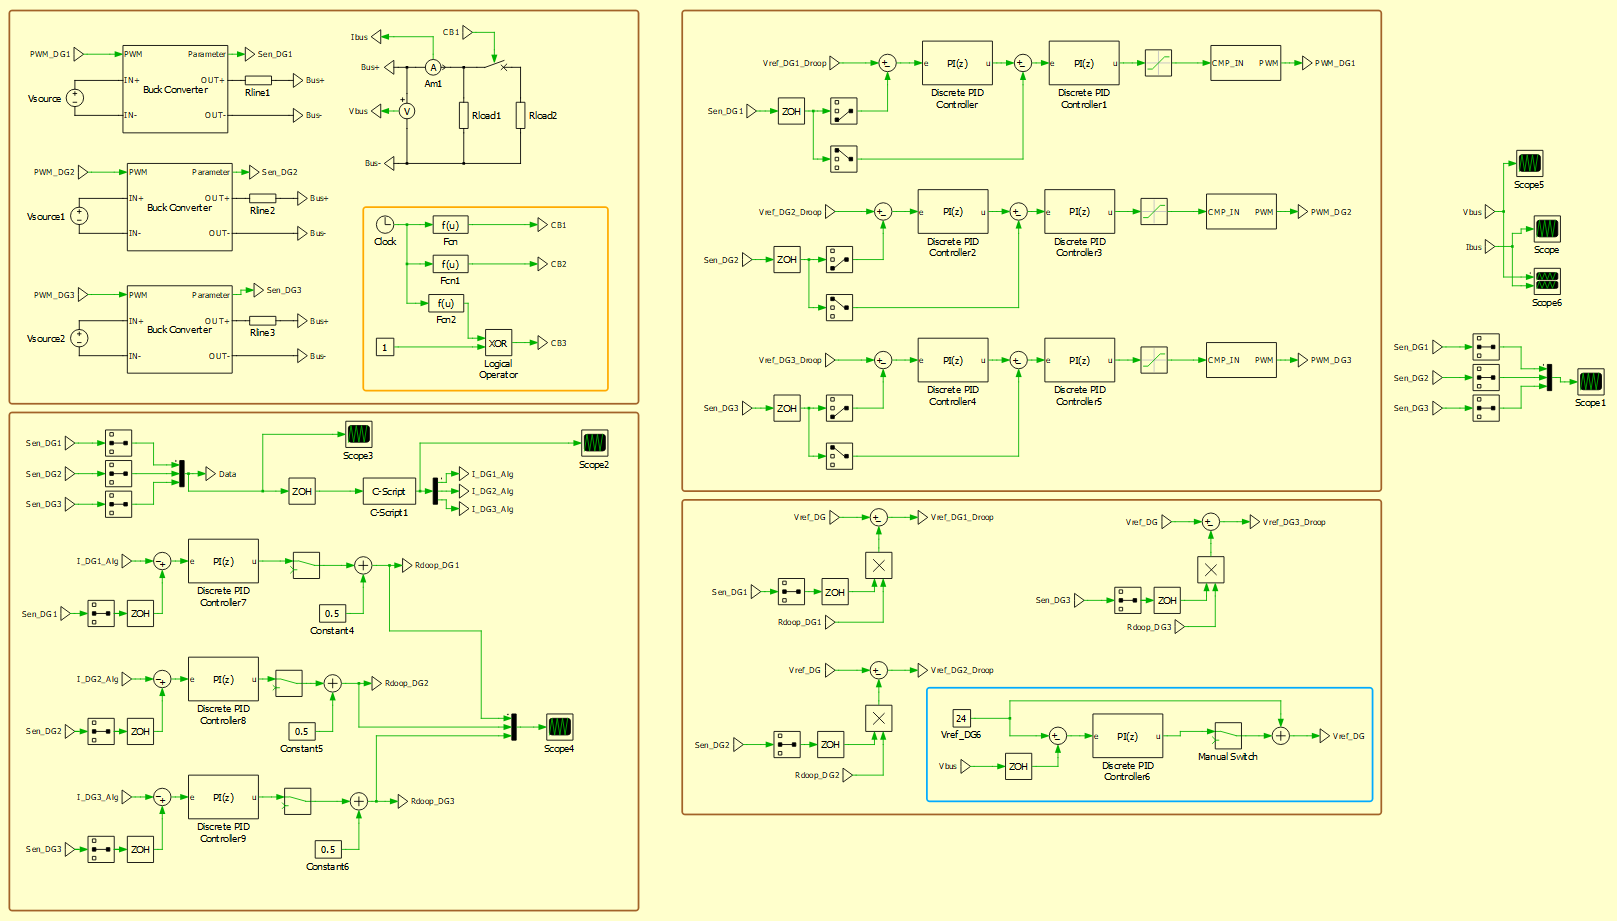 PWM_DG1
PWM
Parameter
Sen_DG1
IN+
OUT+
Bus+
Vsource
Buck Converter
Rline1
IN-
OUT-
Bus-
PWM_DG2
PWM
Parameter
Sen_DG2
IN+
OUT+
Bus+
Vsource1
Buck Converter
Rline2
IN-
OUT-
Bus-
PWM_DG3
PWM
Parameter
Sen_DG3
IN+
OUT+
Bus+
Vsource2
Buck Converter
Rline3
IN-
OUT-
Bus-
Ibus
CB1
Bus+
A
Am1
Vbus
V
Rload1
Rload2
Bus-
Clock
f(u)
Fcn
CB1
f(u)
Fcn1
CB2
f(u)
Fcn2
1
XOR
CB3
Logical
Operator
Sen_DG1
Sen_DG2
Sen_DG3
Data
Scope3
ZOH
C-Script
C-Script1
Scope2
I_DG1_Alg
I_DG2_Alg
I_DG3_Alg
I_DG1_Alg
e
PI(z)
u
Discrete PID
Controller7
Rdoop_DG1
Sen_DG1
ZOH
0.5
Constant4
I_DG2_Alg
e
PI(z)
u
Discrete PID
Controller8
Rdoop_DG2
Sen_DG2
ZOH
0.5
Constant5
Scope4
I_DG3_Alg
e
PI(z)
u
Discrete PID
Controller9
Rdoop_DG3
Sen_DG3
ZOH
0.5
Constant6
Vref_DG1_Droop
e
PI(z)
u
Discrete PID
Controller
e
PI(z)
u
Discrete PID
Controller1
CMP_IN
PWM
PWM_DG1
Sen_DG1
ZOH
Vref_DG2_Droop
e
PI(z)
u
Discrete PID
Controller2
e
PI(z)
u
Discrete PID
Controller3
CMP_IN
PWM
PWM_DG2
Sen_DG2
ZOH
Vref_DG3_Droop
e
PI(z)
u
Discrete PID
Controller4
e
PI(z)
u
Discrete PID
Controller5
CMP_IN
PWM
PWM_DG3
Sen_DG3
ZOH
Vref_DG
Vref_DG1_Droop
Sen_DG1
ZOH
Rdoop_DG1
Vref_DG
Vref_DG3_Droop
Sen_DG3
ZOH
Rdoop_DG3
Vref_DG
Vref_DG2_Droop
Sen_DG2
ZOH
Rdoop_DG2
24
Vref_DG6
e
PI(z)
u
Discrete PID
Controller6
Manual Switch
Vref_DG
Vbus
ZOH
Scope5
Vbus
Scope
Ibus
Scope6
Sen_DG1
Sen_DG2
Sen_DG3
Scope1